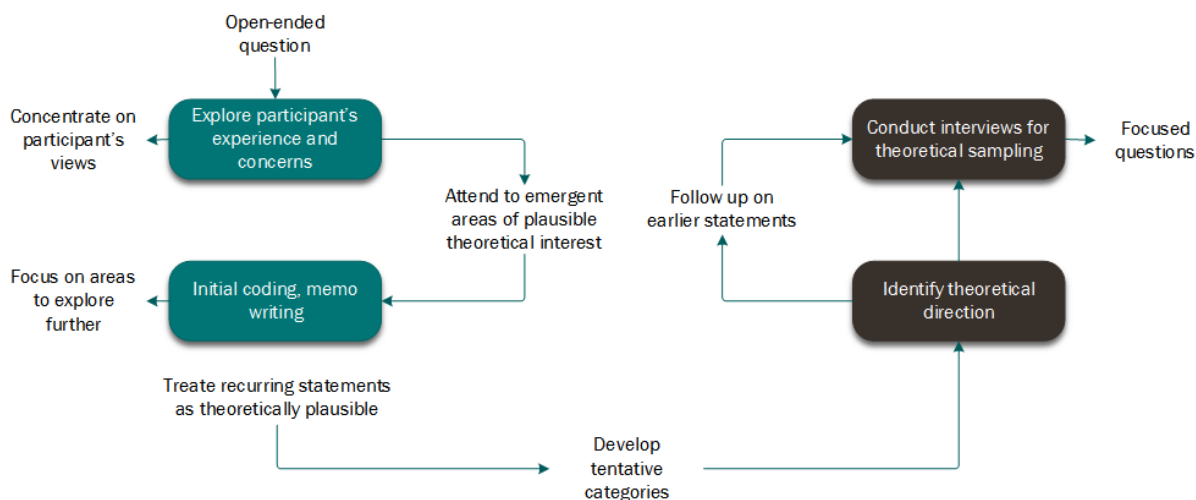 Open-ended
question
Concentrate on
participant's
views
Explore participant's
experience and
concerns
Attend to emergent
areas of plausible
theoretical interest
Focus on areas
to explore
further
Initial coding, memo
writing
Treate recurring statements
as theoretically plausible
Develop
tentative
categories
Identify theoretical
direction
Follow up on
earlier statements
Conduct interviews for
theoretical sampling
Focused
questions